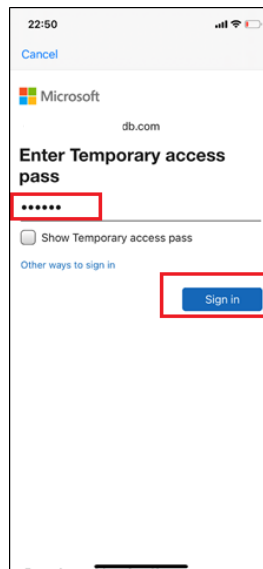 22:50
Cancel
Microsoft
db.com
Enter Temporary access
pass
••••••
Show Temporary access pass
Other ways to sign in
Sign in